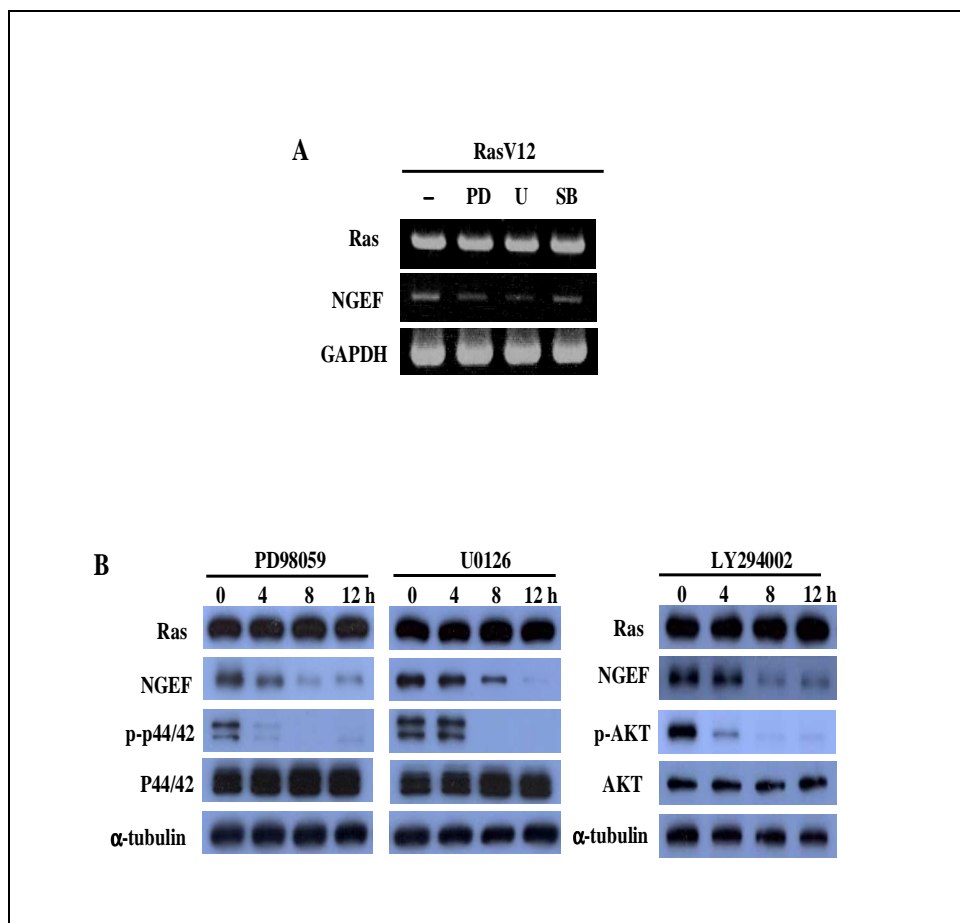 A
RasV12
– PD U SB
Ras
NGEF
GAPDH
B
PD98059 U0126 LY294002
0 4 8 12 h 0 4 8 12 h 0 4 8 12 h
Ras Ras
NGEF NGEF
p-p44/42 p-AKT
P44/42 AKT
α-tubulin α-tubulin